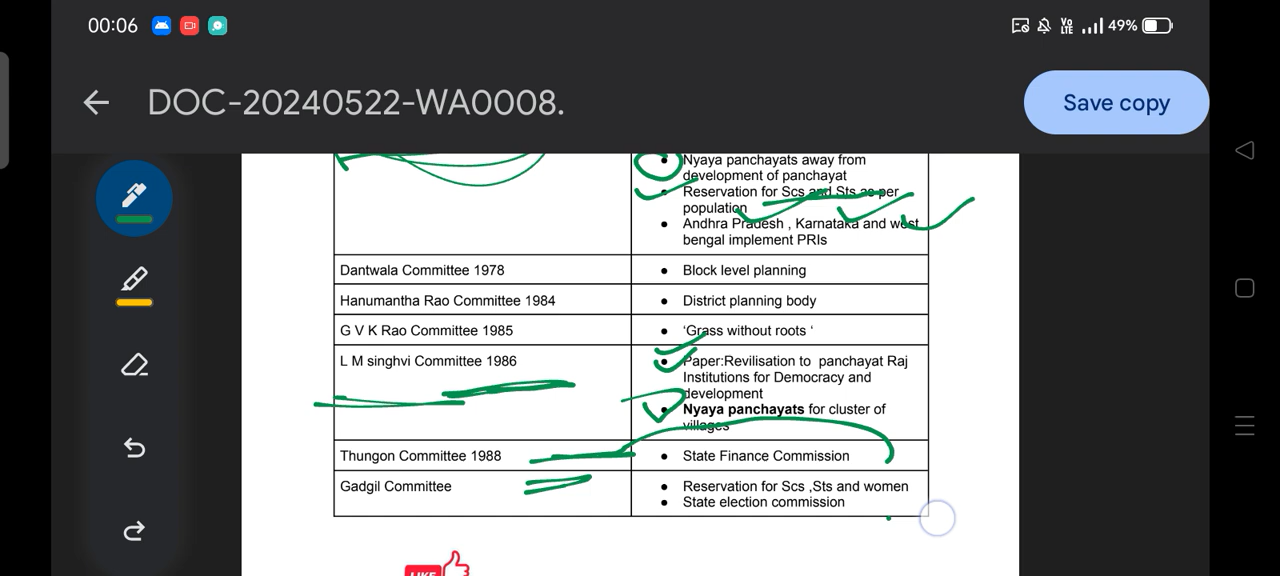 00:06
49%
DOC-20240522-WA0008.
Save copy
Nyaya panchayats away from
development of panchayat
Reservation for Scs and Sts as per
population
Andhra Pradesh , Karnataka and west
bengal implement PRIs
Dantwala Committee 1978
Block level planning
Hanumantha Rao Committee 1984
District planning body
G V K Rao Committee 1985
‘Grass without roots ‘
L M singhvi Committee 1986
Paper:Revilisation to panchayat Raj
Institutions for Democracy and
development
Nyaya panchayats for cluster of
villages
Thungon Committee 1988
State Finance Commission
Gadgil Committee
Reservation for Scs ,Sts and women
State election commission
LIKE